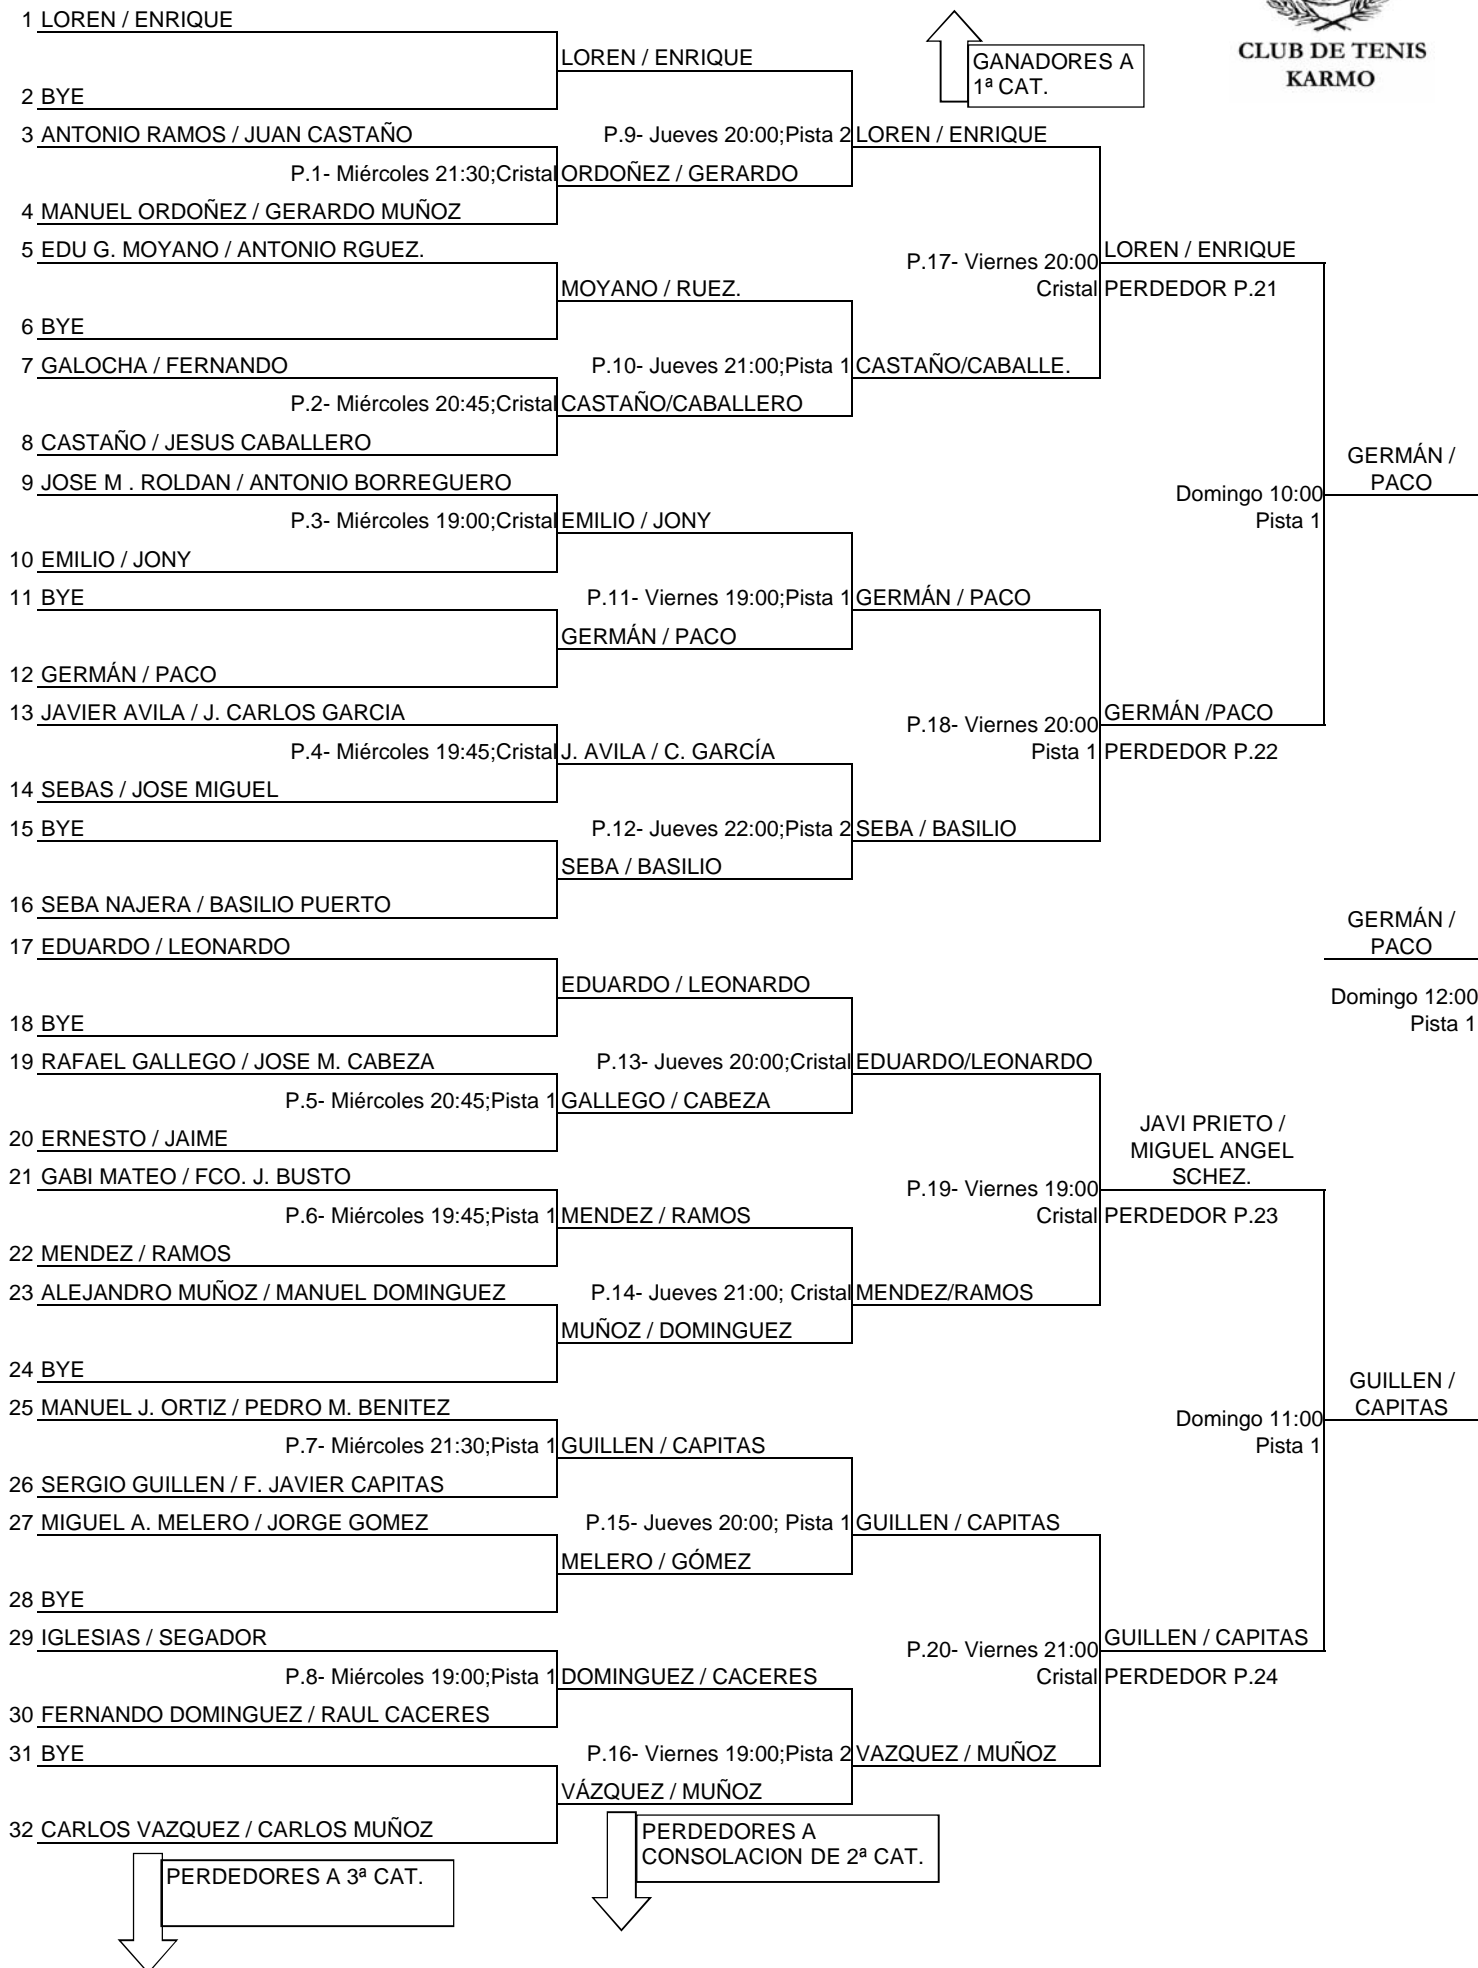 1 LOREN / ENRIQUE
LOREN / ENRIQUE
GANADORES A
1ª CAT.
CLUB DE TENIS
KARMO
2 BYE
3 ANTONIO RAMOS / JUAN CASTAÑO
P.9- Jueves 20:00;Pista 2 LOREN / ENRIQUE
P.1- Miércoles 21:30;Cristal ORDOÑEZ / GERARDO
4 MANUEL ORDOÑEZ / GERARDO MUÑOZ
5 EDU G. MOYANO / ANTONIO RGUEZ.
P.17- Viernes 20:00 LOREN / ENRIQUE
MOYANO / RUEZ.
Cristal PERDEDOR P.21
6 BYE
7 GALOCHA / FERNANDO
P.10- Jueves 21:00;Pista 1 CASTAÑO/CABALLE.
P.2- Miércoles 20:45;Cristal CASTAÑO/CABALLERO
8 CASTAÑO / JESUS CABALLERO
GERMÁN /
PACO
9 JOSE M . ROLDAN / ANTONIO BORREGUERO
Domingo 10:00
Pista 1
P.3- Miércoles 19:00;Cristal EMILIO / JONY
10 EMILIO / JONY
11 BYE
P.11- Viernes 19:00;Pista 1 GERMÁN / PACO
GERMÁN / PACO
12 GERMÁN / PACO
13 JAVIER AVILA / J. CARLOS GARCIA
P.18- Viernes 20:00 GERMÁN /PACO
P.4- Miércoles 19:45;Cristal J. AVILA / C. GARCÍA
Pista 1 PERDEDOR P.22
14 SEBAS / JOSE MIGUEL
15 BYE
P.12- Jueves 22:00;Pista 2 SEBA / BASILIO
SEBA / BASILIO
16 SEBA NAJERA / BASILIO PUERTO
GERMÁN /
PACO
17 EDUARDO / LEONARDO
EDUARDO / LEONARDO
Domingo 12:00
Pista 1
18 BYE
19 RAFAEL GALLEGO / JOSE M. CABEZA
P.13- Jueves 20:00;Cristal EDUARDO/LEONARDO
P.5- Miércoles 20:45;Pista 1 GALLEGO / CABEZA
20 ERNESTO / JAIME
JAVI PRIETO /
MIGUEL ANGEL
SCHEZ.
21 GABI MATEO / FCO. J. BUSTO
P.19- Viernes 19:00
P.6- Miércoles 19:45;Pista 1 MENDEZ / RAMOS
Cristal PERDEDOR P.23
22 MENDEZ / RAMOS
23 ALEJANDRO MUÑOZ / MANUEL DOMINGUEZ
P.14- Jueves 21:00; Cristal MENDEZ/RAMOS
MUÑOZ / DOMINGUEZ
24 BYE
GUILLEN /
CAPITAS
25 MANUEL J. ORTIZ / PEDRO M. BENITEZ
Domingo 11:00
Pista 1
P.7- Miércoles 21:30;Pista 1 GUILLEN / CAPITAS
26 SERGIO GUILLEN / F. JAVIER CAPITAS
27 MIGUEL A. MELERO / JORGE GOMEZ
P.15- Jueves 20:00; Pista 1 GUILLEN / CAPITAS
MELERO / GÓMEZ
28 BYE
29 IGLESIAS / SEGADOR
P.20- Viernes 21:00 GUILLEN / CAPITAS
P.8- Miércoles 19:00;Pista 1 DOMINGUEZ / CACERES
Cristal PERDEDOR P.24
30 FERNANDO DOMINGUEZ / RAUL CACERES
31 BYE
P.16- Viernes 19:00;Pista 2 VAZQUEZ / MUÑOZ
VÁZQUEZ / MUÑOZ
32 CARLOS VAZQUEZ / CARLOS MUÑOZ
PERDEDORES A
CONSOLACION DE 2ª CAT.
PERDEDORES A 3ª CAT.